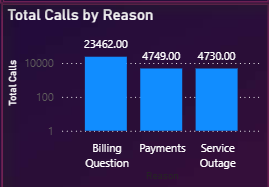 Total Calls by Reason
Total Calls
10000
100
1
23462.00
4749.00
4730.00
Billing
Question
Payments
Service
Outage